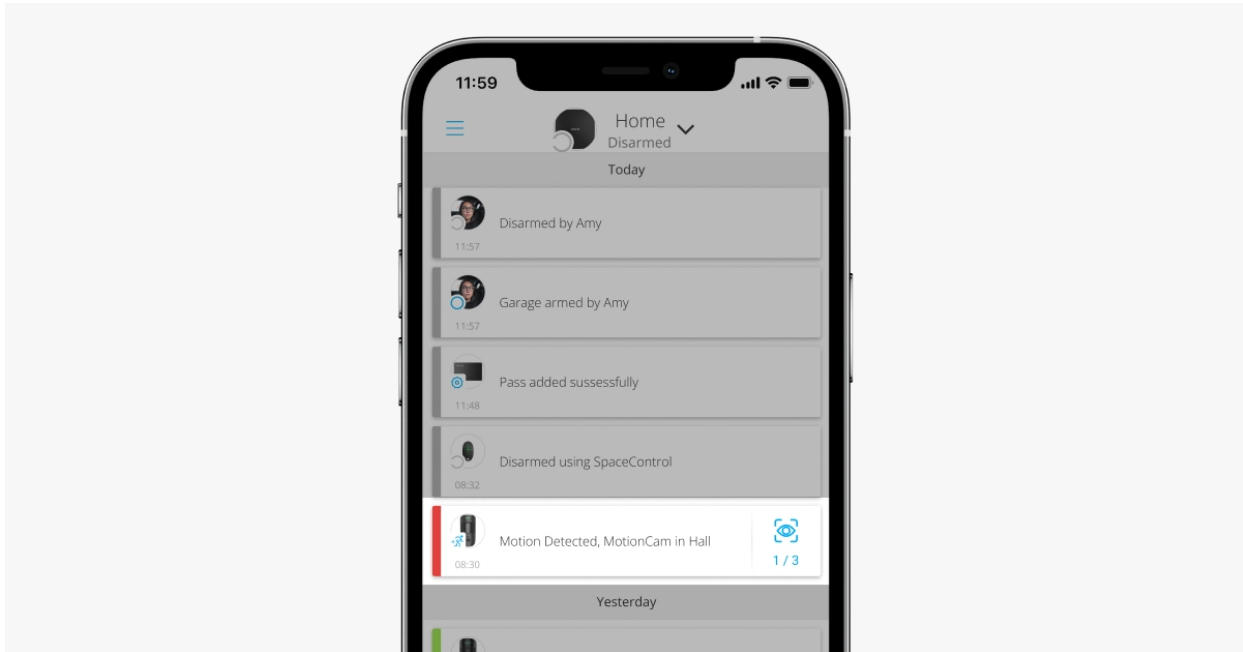 11:59
Home
Disarmed
Today
Disarmed by Amy
11:57
Garage armed by Amy
11:57
Pass added sussessfully
11:48
Disarmed using SpaceControl
08:32
Motion Detected, MotionCam in Hall
08:30
1 / 3
Yesterday